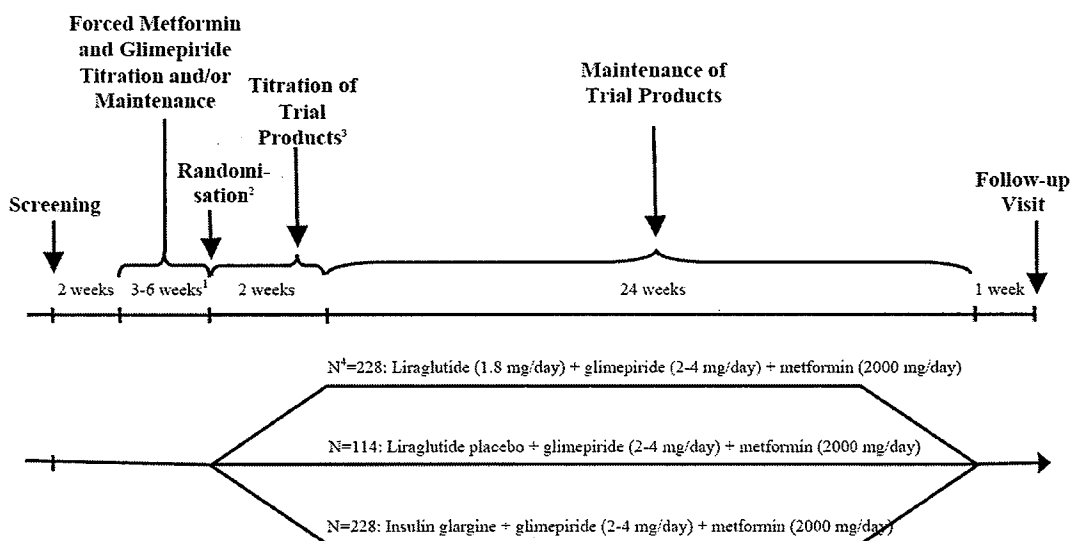 Forced Metformin
and Glimepiride
Titration and/or
Maintenance
Titration of
Trial
Products³
Maintenance of
Trial Products
Randomi-
sation²
Screening
Follow-up
Visit
2 weeks
3-6 weeks¹
2 weeks
24 weeks
1 week
N⁴=228: Liraglutide (1.8 mg/day) + glimepiride (2-4 mg/day) + metformin (2000 mg/day)
N=114: Liraglutide placebo + glimepiride (2-4 mg/day) + metformin (2000 mg/day)
N=228: Insulin glargine + glimepiride (2-4 mg/day) + metformin (2000 mg/day)